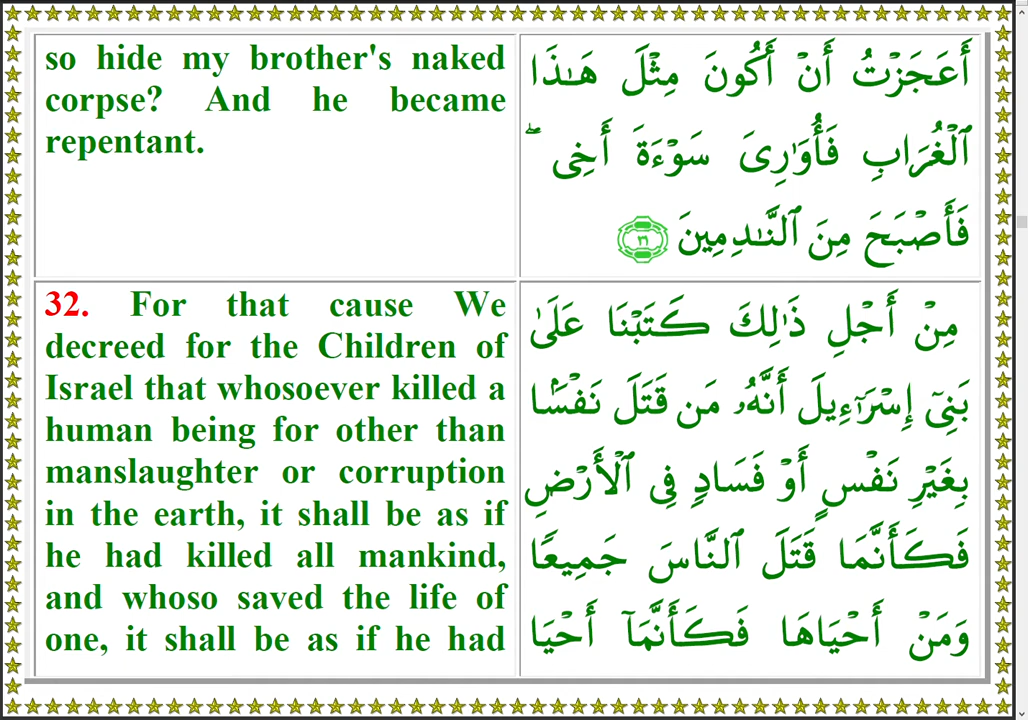 so hide my brother's naked
corpse? And he became
repentant.
أَعَجَزْتُ أَنْ أَكُونَ مِثْلَ هَـٰذَا
ٱلْغُرَابِ فَأُوَٰرِىَ سَوْءَةَ أَخِى ۖ
فَأَصْبَحَ مِنَ ٱلنَّـٰدِمِينَ ٣١
32. For that cause We
decreed for the Children of
Israel that whosoever killed a
human being for other than
manslaughter or corruption
in the earth, it shall be as if
he had killed all mankind,
and whoso saved the life of
one, it shall be as if he had
مِنْ أَجْلِ ذَٰلِكَ كَتَبْنَا عَلَىٰ
بَنِىٓ إِسْرَٰٓءِيلَ أَنَّهُۥ مَن قَتَلَ نَفْسًۢا
بِغَيْرِ نَفْسٍ أَوْ فَسَادٍ فِى ٱلْأَرْضِ
فَكَأَنَّمَا قَتَلَ ٱلنَّاسَ جَمِيعًا
وَمَنْ أَحْيَاهَا فَكَأَنَّمَآ أَحْيَا